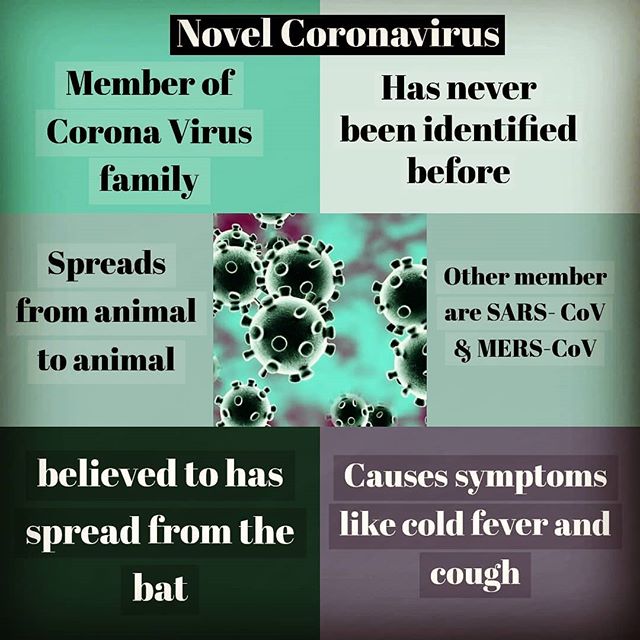 Novel Coronavirus
Member of
Corona Virus
family
Has never
been identified
before
Spreads
from animal
to animal
Other member
are SARS- CoV
& MERS-CoV
believed to has
spread from the
bat
Causes symptoms
like cold fever and
cough